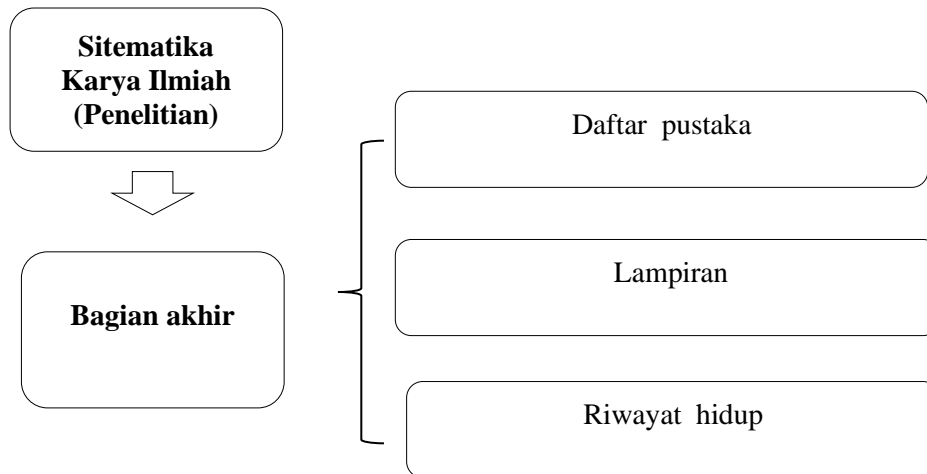 Sitematika
Karya Ilmiah
(Penelitian)
Bagian akhir
Daftar pustaka
Lampiran
Riwayat hidup